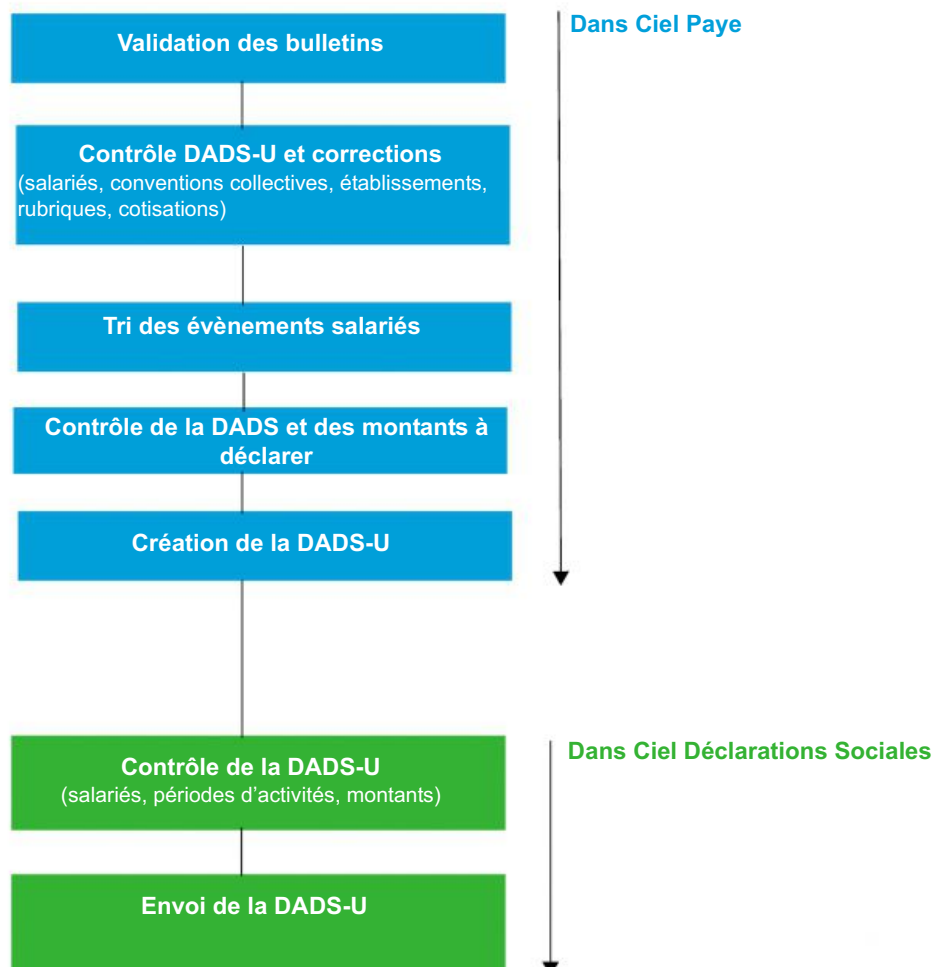 Validation des bulletins
Dans Ciel Paye
Contrôle DADS-U et corrections
(salariés, conventions collectives, établissements,
rubriques, cotisations)
Tri des évènements salariés
Contrôle de la DADS et des montants à
déclarer
Création de la DADS-U
Contrôle de la DADS-U
(salariés, périodes d'activités, montants)
Dans Ciel Déclarations Sociales
Envoi de la DADS-U